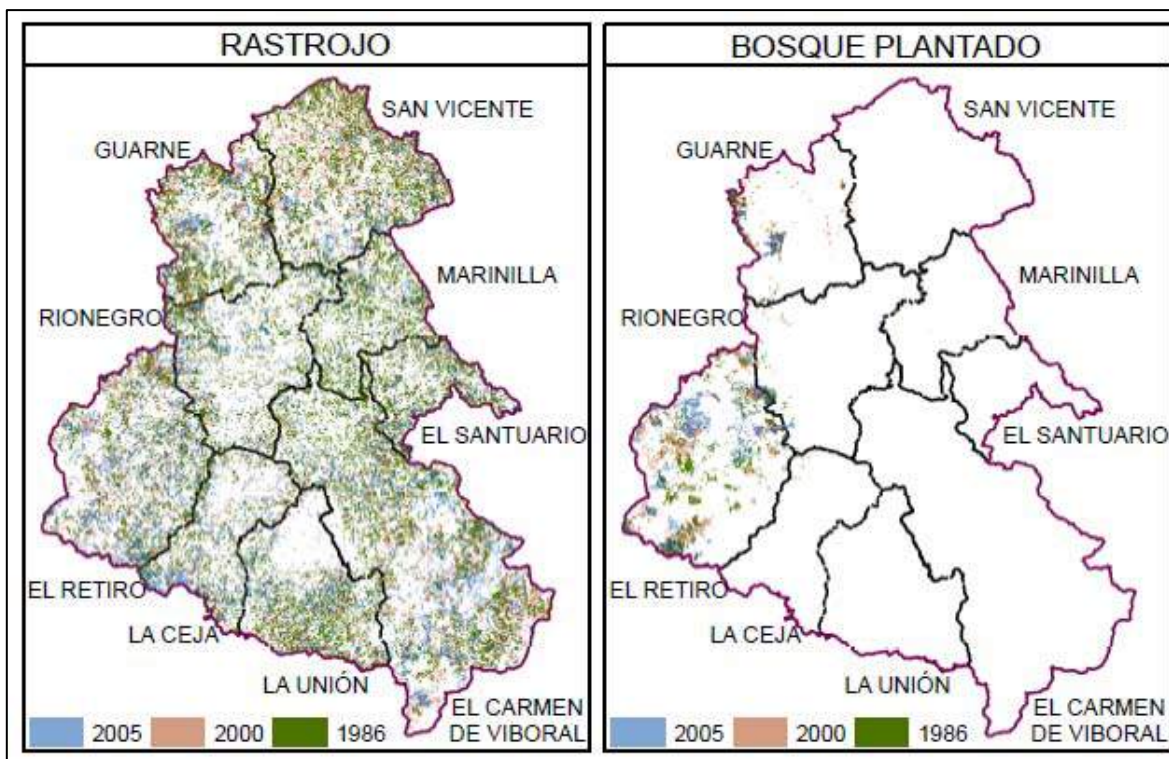 RASTROJO
SAN VICENTE
GUARNE
MARINILLA
RIONEGRO
EL SANTUARIO
EL RETIRO
LA CEJA
LA UNIÓN
EL CARMEN
DE VIBORAL
2005 2000 1986
BOSQUE PLANTADO
SAN VICENTE
GUARNE
MARINILLA
RIONEGRO
EL SANTUARIO
EL RETIRO
LA CEJA
LA UNIÓN
EL CARMEN
DE VIBORAL
2005 2000 1986